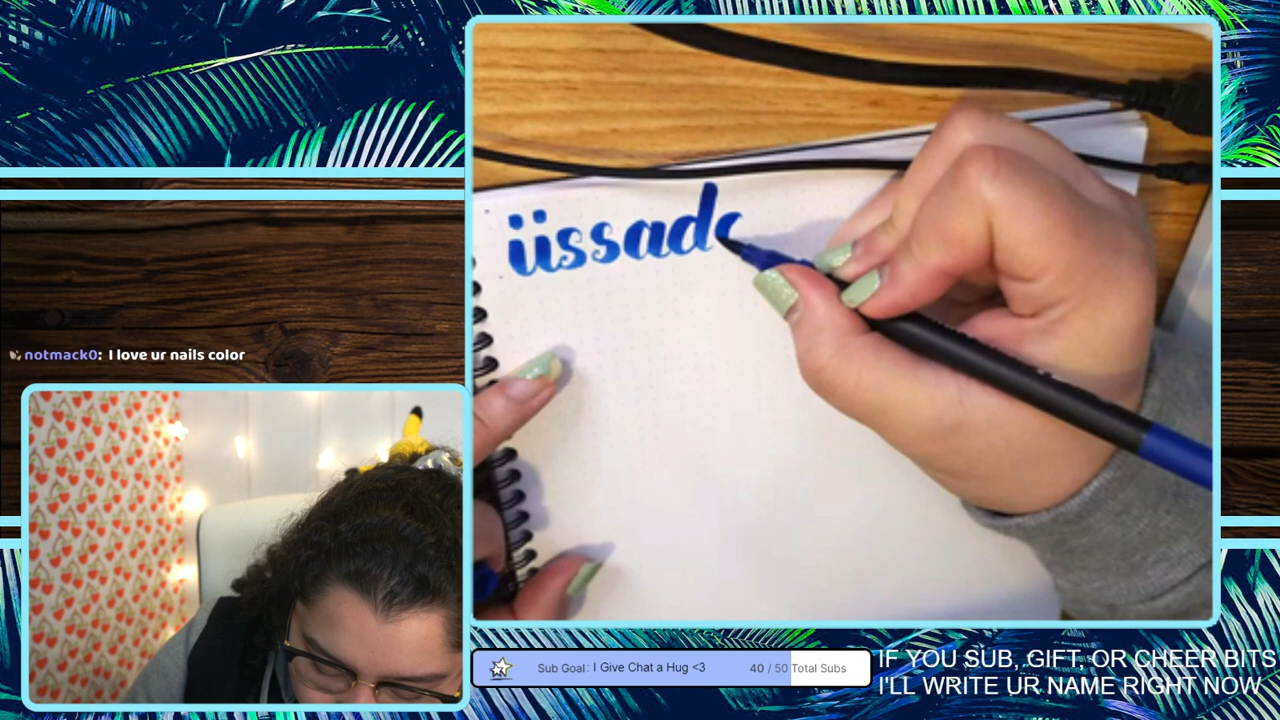 üssadc
notmack0: I love ur nails color
Sub Goal: I Give Chat a Hug <3 40 / 50 Total Subs
IF YOU SUB, GIFT, OR CHEER BITS
I'LL WRITE UR NAME RIGHT NOW